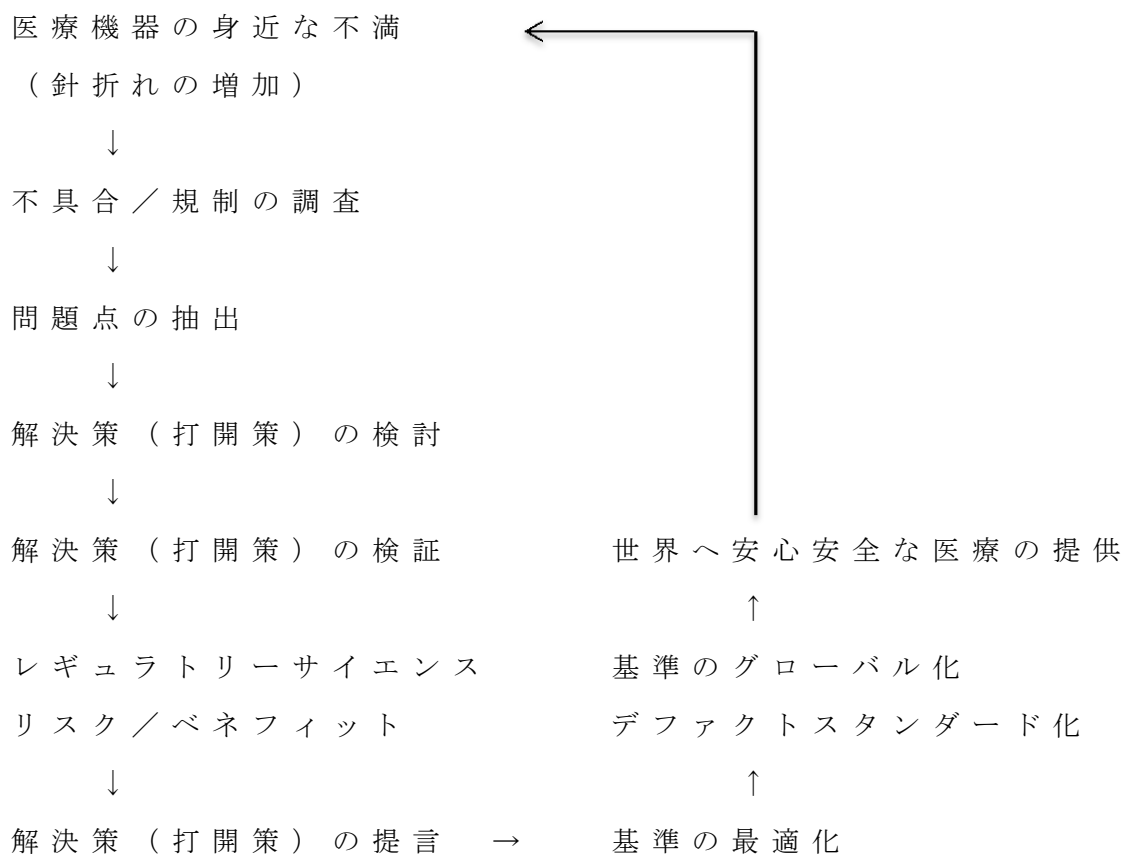 医療機器の身近な不満
（針折れの増加）
↓
不具合／規制の調査
↓
問題点の抽出
↓
解決策（打開策）の検討
↓
解決策（打開策）の検証
↓
レギュラトリーサイエンス
リスク／ベネフィット
↓
解決策（打開策）の提言 →
基準の最適化
↑
基準のグローバル化
デファクトスタンダード化
↑
世界へ安心安全な医療の提供